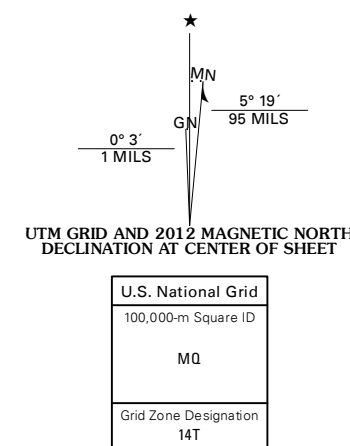 ★
MN
GN
5° 19´
95 MILS
0° 3´
1 MILS
UTM GRID AND 2012 MAGNETIC NORTH
DECLINATION AT CENTER OF SHEET
U.S. National Grid
100,000-m Square ID
MQ
Grid Zone Designation
14T